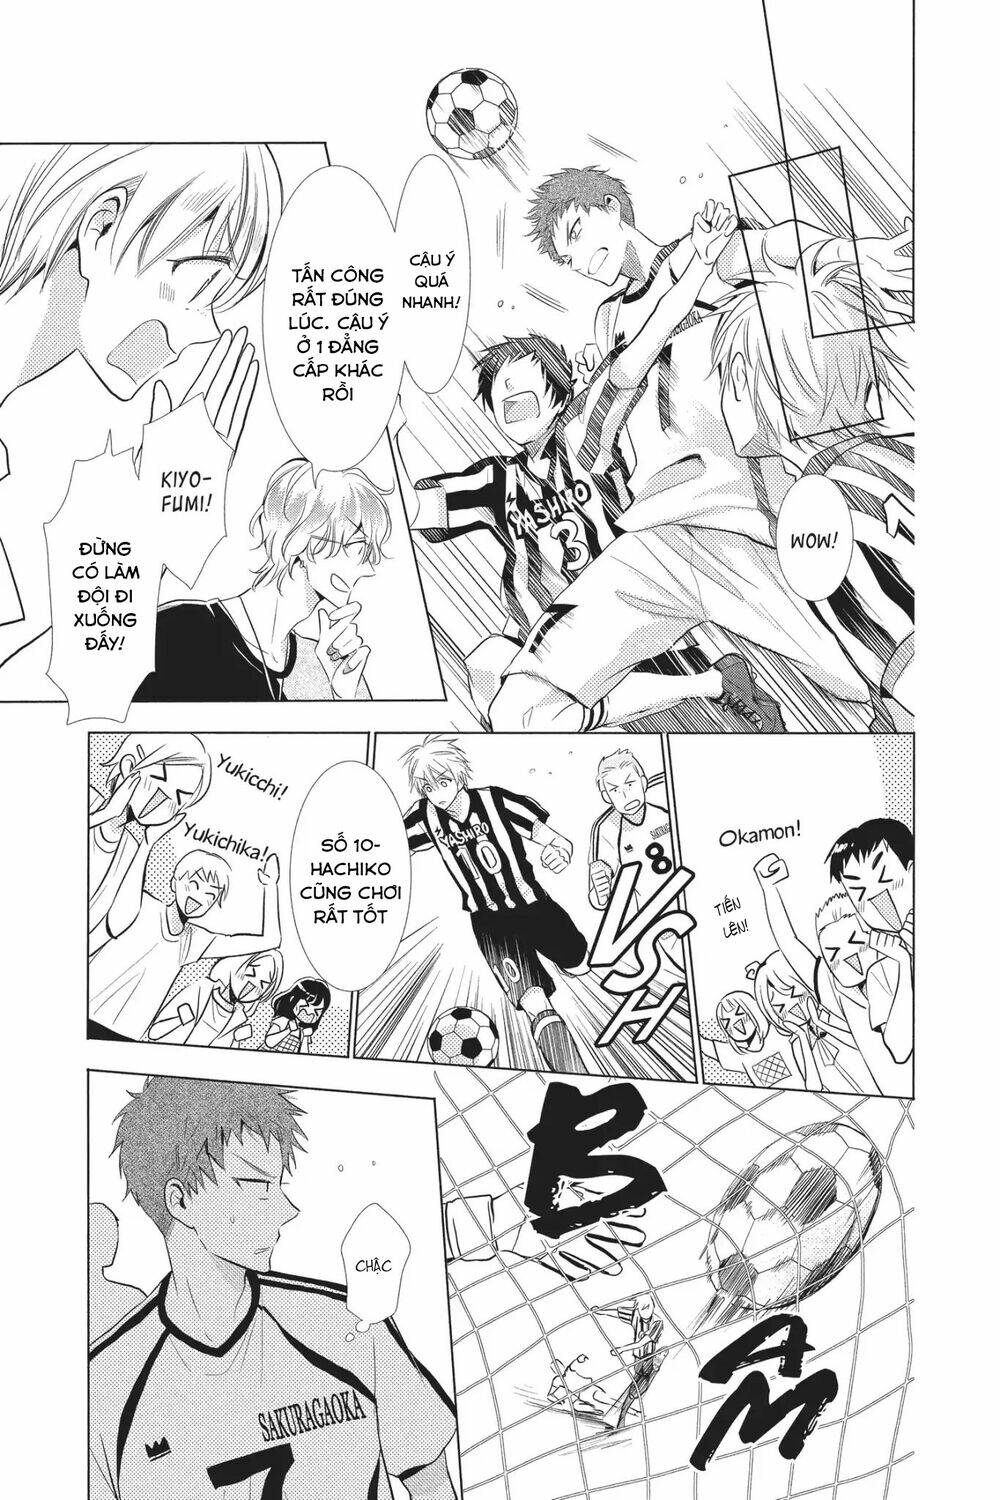 CẬU Ý
QUÁ
NHANH!
TẤN CÔNG
RẤT ĐÚNG
LÚC. CẬU Ý
Ở 1 ĐẲNG
CẤP KHÁC
RỒI
SAKURAGAOKA
YASHIRO
3
WOW!
KIYO-
FUMI!
ĐỪNG
CÓ LÀM
ĐỘI ĐI
XUỐNG
ĐẤY!
Okamon!
TIẾN
LÊN!
8
VSH
YASHIRO
10
10
SỐ 10-
HACHIKO
CŨNG CHƠI
RẤT TỐT
Yukicchi!
Yukichika!
BAM
CHẬC
SAKURAGAOKA
7